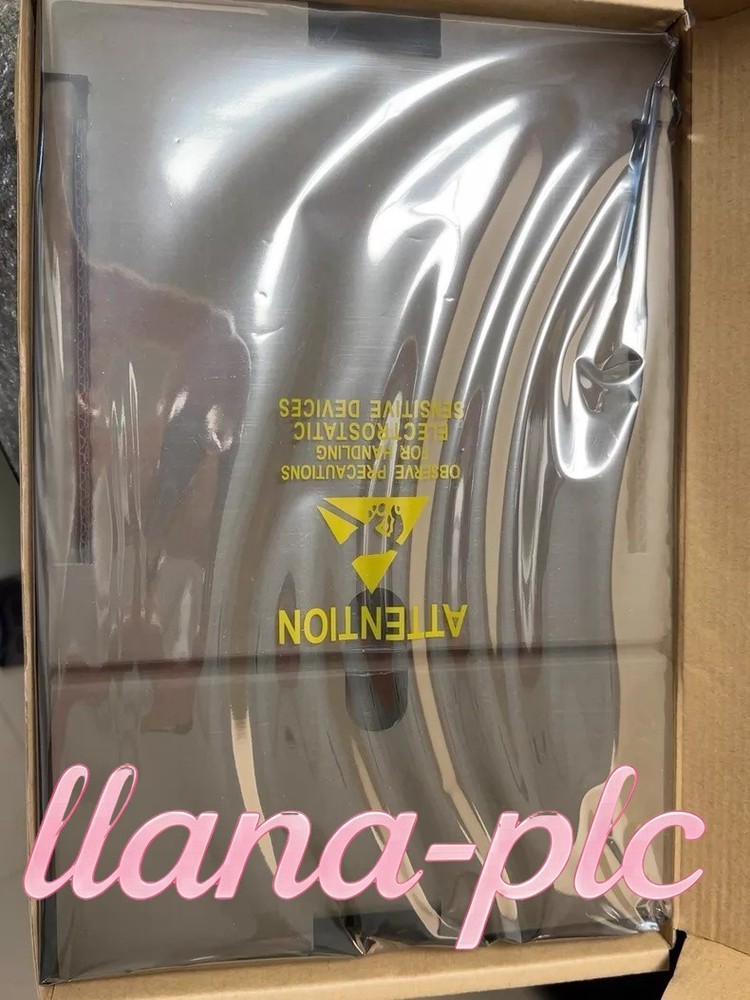 ATTENTION
OBSERVE PRECAUTIONS
FOR HANDLING
ELECTROSTATIC
SENSITIVE DEVICES
llana-plc